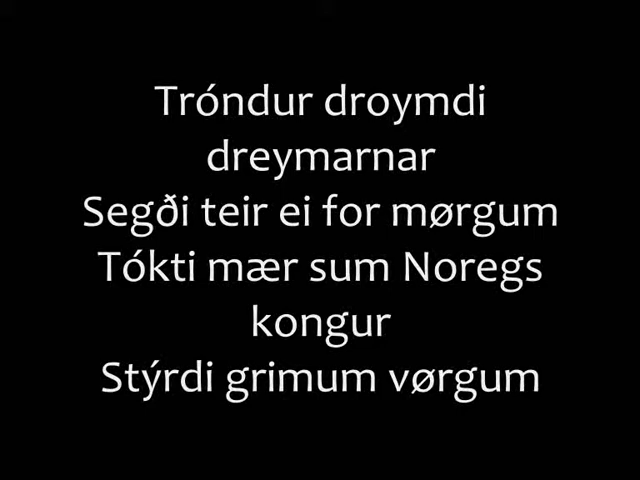 Tróndur droymdi
dreymarnar
Segði teir ei for mørgum
Tókti mær sum Noregs
kongur
Stýrdi grimum vørgum